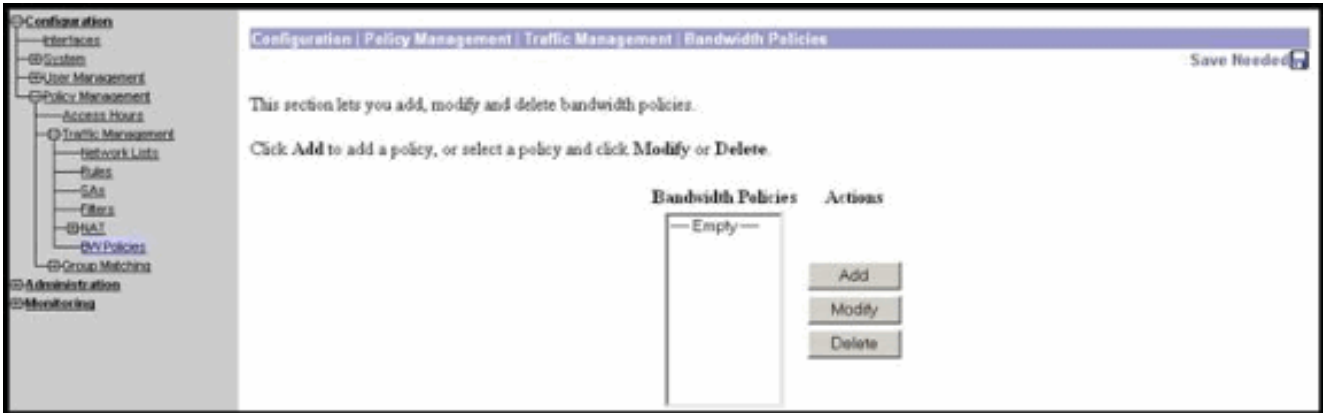 Configuration
Interfaces
System
User Management
Policy Management
Access Hours
Traffic Management
Network Lists
Rules
SAs
Filters
NAT
BW Policies
Group Matching
Administration
Monitoring
Configuration | Policy Management | Traffic Management | Bandwidth Policies
Save Needed
This section lets you add, modify and delete bandwidth policies.
Click Add to add a policy, or select a policy and click Modify or Delete.
Bandwidth Policies Actions
—Empty—
Add
Modify
Delete